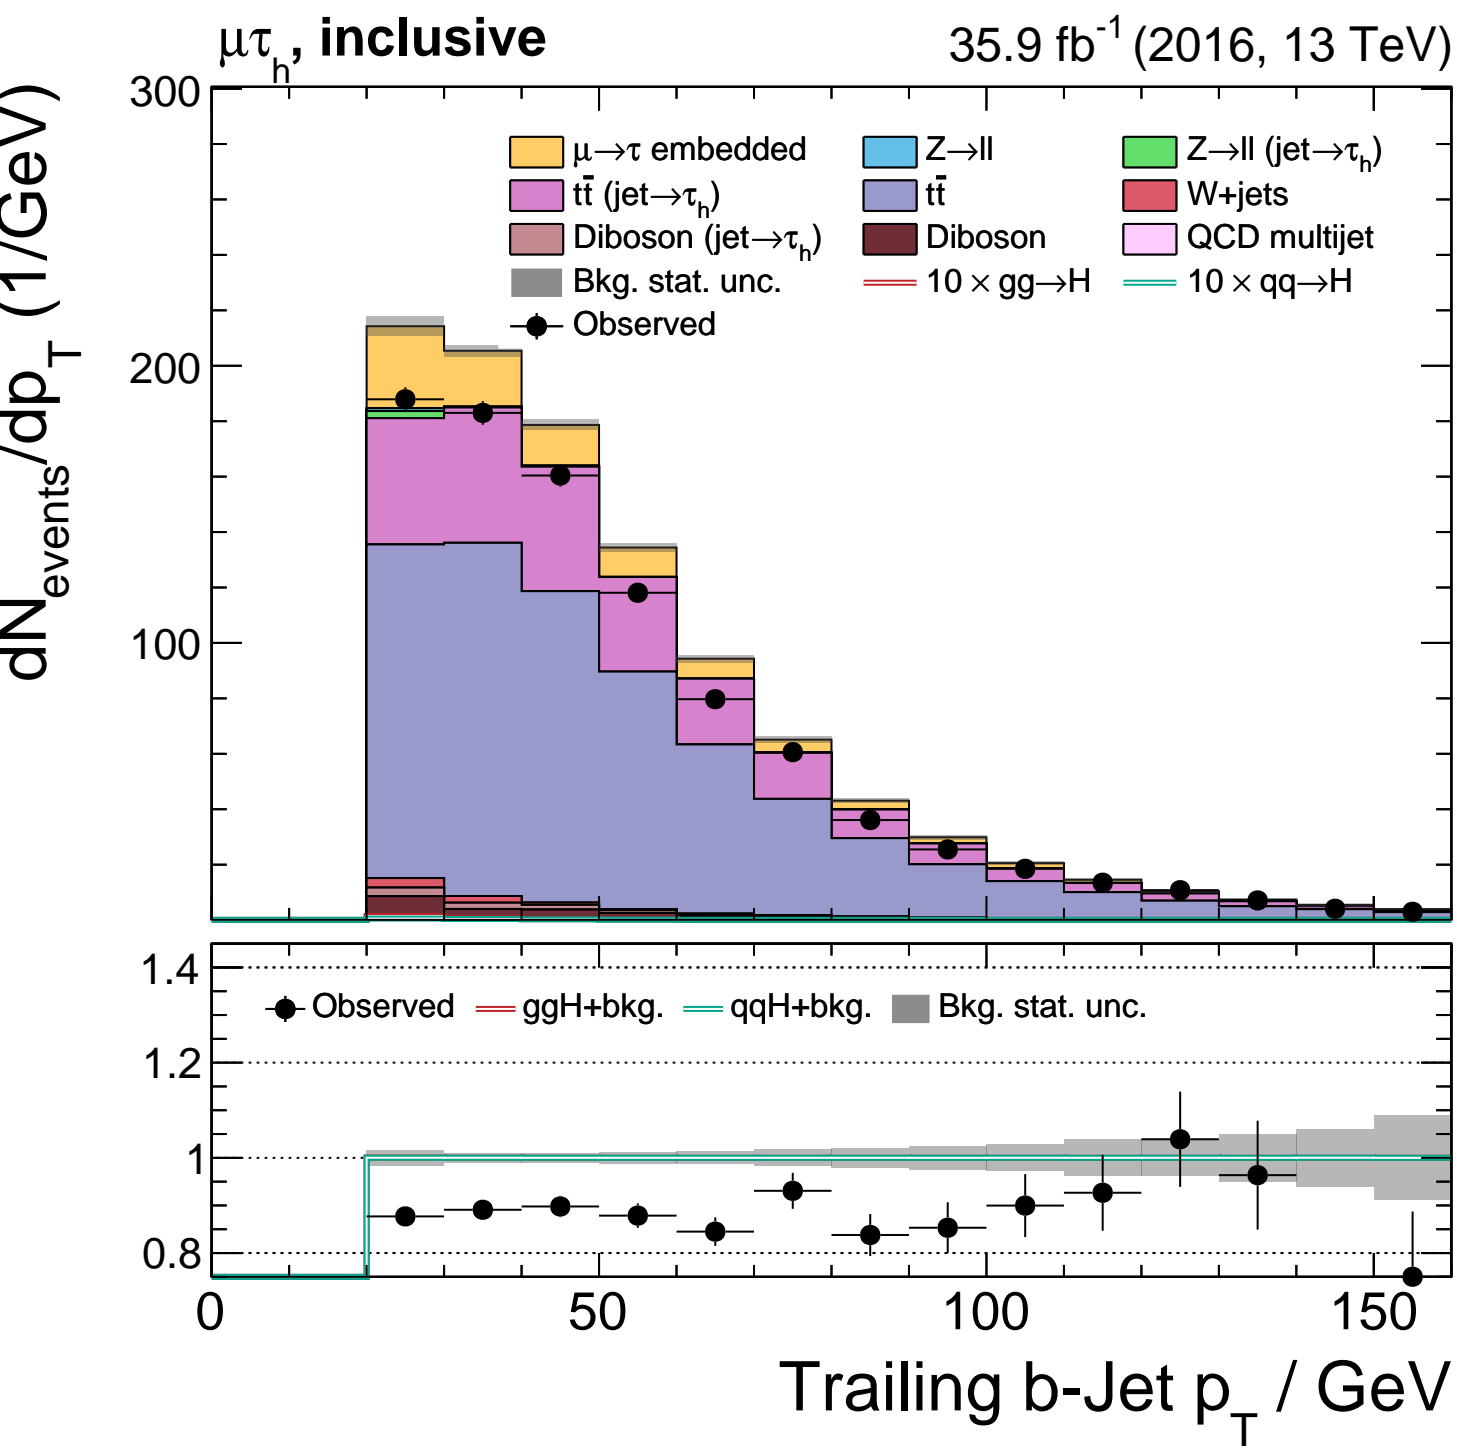 μτh, inclusive
35.9 fb-1 (2016, 13 TeV)
dNevents/dpT (1/GeV)
300
200
100
μ→τ embedded
Z→ll
Z→ll (jet→τh)
tt̄ (jet→τh)
tt̄
W+jets
Diboson (jet→τh)
Diboson
QCD multijet
Bkg. stat. unc.
10 × gg→H
10 × qq→H
Observed
1.4
1.2
1
0.8
Observed
ggH+bkg.
qqH+bkg.
Bkg. stat. unc.
0
50
100
150
Trailing b-Jet pT / GeV